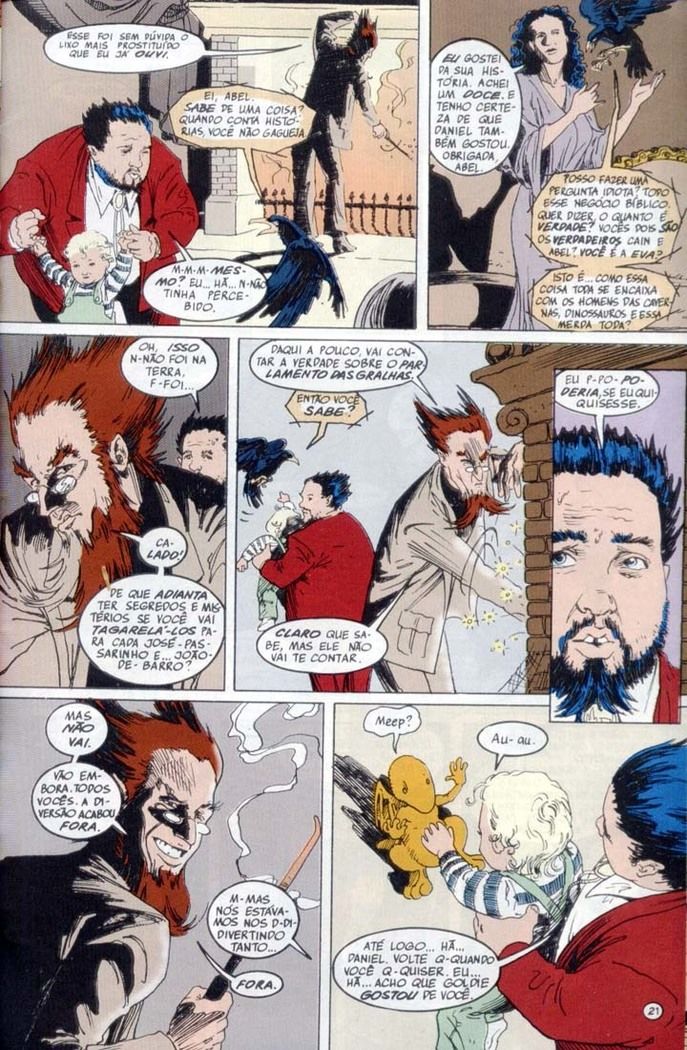 ESSE FOI SEM DÚVIDA O
LIXO MAIS PROSTITUÍDO
QUE EU JÁ OUVI.
EI, ABEL.
SABE DE UMA COISA?
QUANDO CONTA HISTÓ-
RIAS, VOCÊ NÃO GAGUEJA.
M-M-M-MES-
MO? EU... HÃ... N-NÃO
TINHA PERCE-
BIDO.
EU GOSTEI
DA SUA HIS-
TÓRIA. ACHEI
UM DOCE. E
TENHO CERTE-
ZA DE QUE
DANIEL TAM-
BÉM GOSTOU.
OBRIGADA,
ABEL.
POSSO FAZER UMA
PERGUNTA IDIOTA? TODO
ESSE NEGÓCIO BÍBLICO.
QUER DIZER, O QUANTO É
VERDADE? VOCÊS DOIS SÃO
OS VERDADEIROS CAIN E
ABEL? VOCÊ É A EVA?
ISTO É... COMO ESSA
COISA TODA SE ENCAIXA
COM OS HOMENS DAS CAVER-
NAS, DINOSSAUROS E ESSA
MERDA TODA?
OH, ISSO
N-NÃO FOI NA
TERRA,
F-FOI...
CA-
LADO!
DE QUE ADIANTA
TER SEGREDOS E MIS-
TÉRIOS SE VOCÊ VAI
TAGARELÁ-LOS PA-
RA CADA JOSÉ-PAS-
SARINHO E... JOÃO-
DE-BARRO?
DAQUI A POUCO, VAI CON-
TAR A VERDADE SOBRE O PAR-
LAMENTO DAS GRALHAS.
ENTÃO VOCÊ
SABE?
CLARO QUE SA-
BE, MAS ELE NÃO
VAI TE CONTAR.
EU P-PO-PO-
DERIA, SE EU QUI-
QUISESSE.
MAS
NÃO
VAI.
VÃO EM-
BORA. TODOS
VOCÊS. A DI-
VERSÃO ACABOU
FORA.
M-MAS
NÓS ESTÁVA-
MOS NOS D-DI-
DIVERTINDO
TANTO...
FORA.
Meep?
AU-AU.
ATÉ LOGO... HÃ...
DANIEL. VOLTE Q-QUANDO
VOCÊ Q-QUISER. EU...
HÃ... ACHO QUE GOLDIE
GOSTOU DE VOCÊ.
21